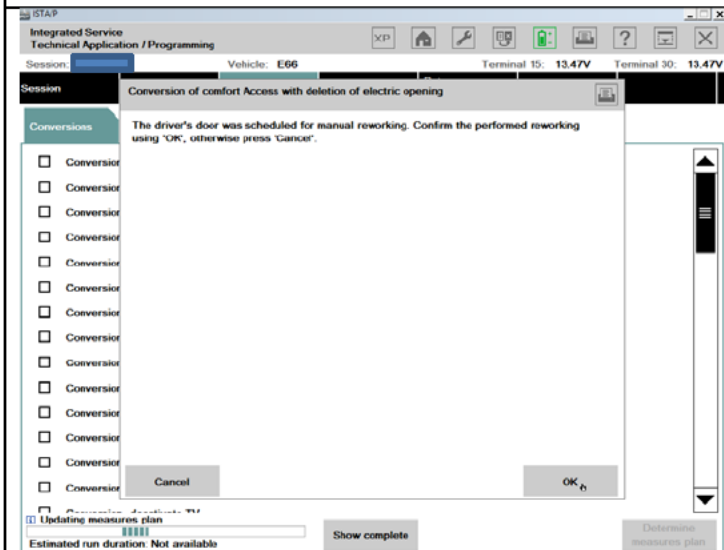 ISTA/P
Integrated Service
Technical Application / Programming
XP
?
Session:
Vehicle: E66
Terminal 15: 13.47V
Terminal 30: 13.47V
Session
Conversion of comfort Access with deletion of electric opening
Conversions
The driver's door was scheduled for manual reworking. Confirm the performed reworking
using 'OK', otherwise press 'Cancel'.
Conversion
Conversion
Conversion
Conversion
Conversion
Conversion
Conversion
Conversion
Conversion
Conversion
Conversion
Conversion
Conversion
Conversion
Cancel
OK
Updating measures plan
Estimated run duration: Not available
Show complete
Determine
measures plan